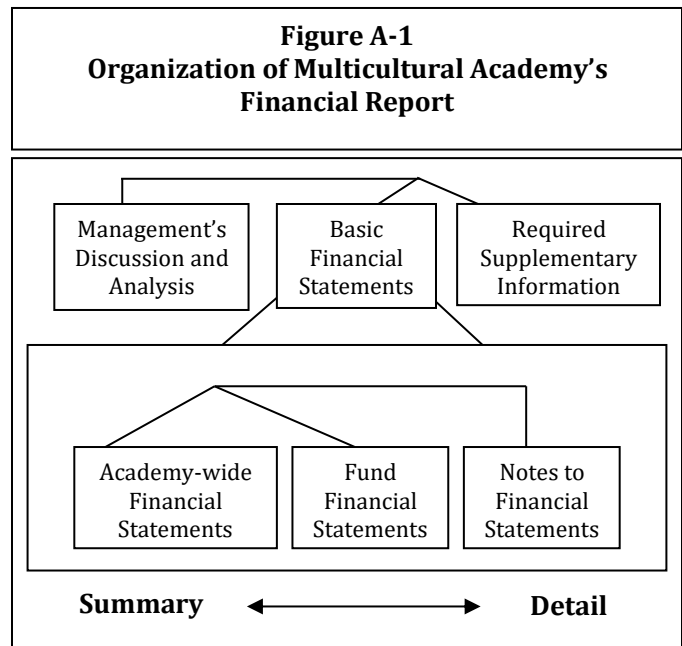 Figure A-1
Organization of Multicultural Academy’s
Financial Report
Management’s
Discussion and
Analysis
Basic
Financial
Statements
Required
Supplementary
Information
Academy-wide
Financial
Statements
Fund
Financial
Statements
Notes to
Financial
Statements
Summary
Detail